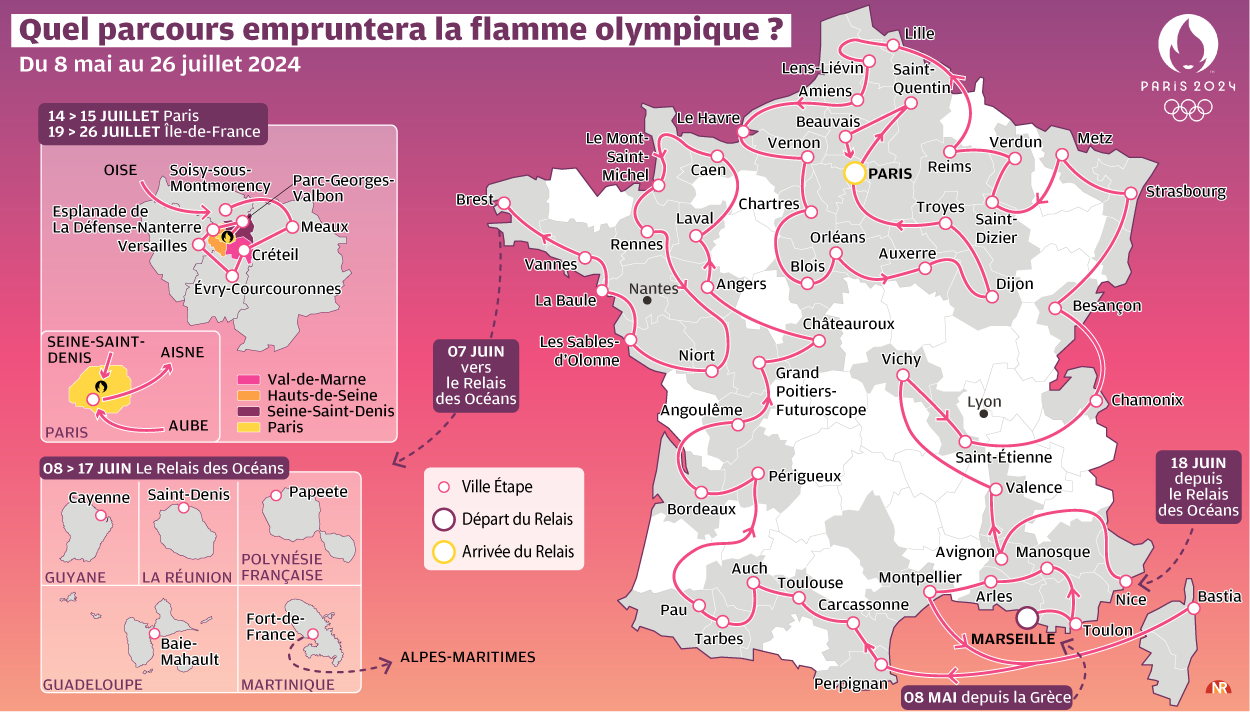 Quel parcours empruntera la flamme olympique ?
Du 8 mai au 26 juillet 2024
PARIS 2024
14 > 15 JUILLET Paris
19 > 26 JUILLET Île-de-France
OISE
Soisy-sous-
Montmorency
Parc-Georges-
Valbon
Esplanade de
La Défense-Nanterre
Versailles
Meaux
Créteil
Évry-Courcouronnes
SEINE-SAINT-
DENIS
AISNE
AUBE
PARIS
Val-de-Marne
Hauts-de-Seine
Seine-Saint-Denis
Paris
08 > 17 JUIN Le Relais des Océans
Cayenne
GUYANE
Saint-Denis
LA RÉUNION
Papeete
POLYNÉSIE
FRANÇAISE
Baie-
Mahault
GUADELOUPE
Fort-de-
France
MARTINIQUE
ALPES-MARITIMES
07 JUIN
vers
le Relais
des Océans
Ville Étape
Départ du Relais
Arrivée du Relais
Lille
Lens-Liévin
Saint-
Quentin
Amiens
Beauvais
Le Havre
Vernon
Le Mont-
Saint-
Michel
Caen
PARIS
Reims
Verdun
Metz
Strasbourg
Brest
Chartres
Laval
Rennes
Troyes
Saint-
Dizier
Orléans
Auxerre
Blois
Dijon
Vannes
La Baule
Nantes
Angers
Besançon
Les Sables-
d'Olonne
Niort
Châteauroux
Grand
Poitiers-
Futuroscope
Vichy
Lyon
Chamonix
Angoulême
Saint-Étienne
Périgueux
Valence
Bordeaux
18 JUIN
depuis
le Relais
des Océans
Avignon
Manosque
Auch
Toulouse
Montpellier
Arles
Nice
Bastia
Pau
Tarbes
Carcassonne
MARSEILLE
Toulon
Perpignan
08 MAI depuis la Grèce
NR